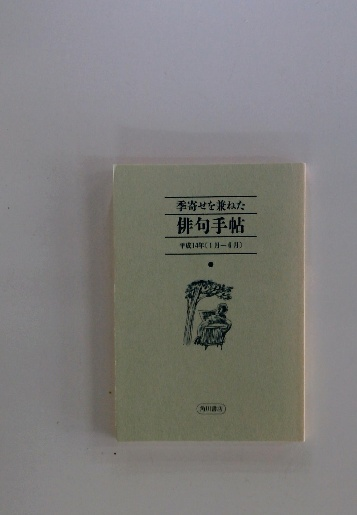 季寄せを兼ねた
俳句手帖
平成14年(1月—6月)
角川書店